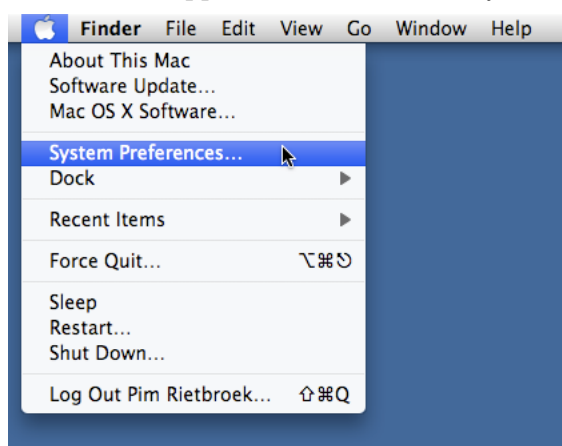 Finder File Edit View Go Window Help
About This Mac
Software Update...
Mac OS X Software...
System Preferences...
Dock
Recent Items
Force Quit... ⌥⌘⎋
Sleep
Restart...
Shut Down...
Log Out Pim Rietbroek... ⇧⌘Q